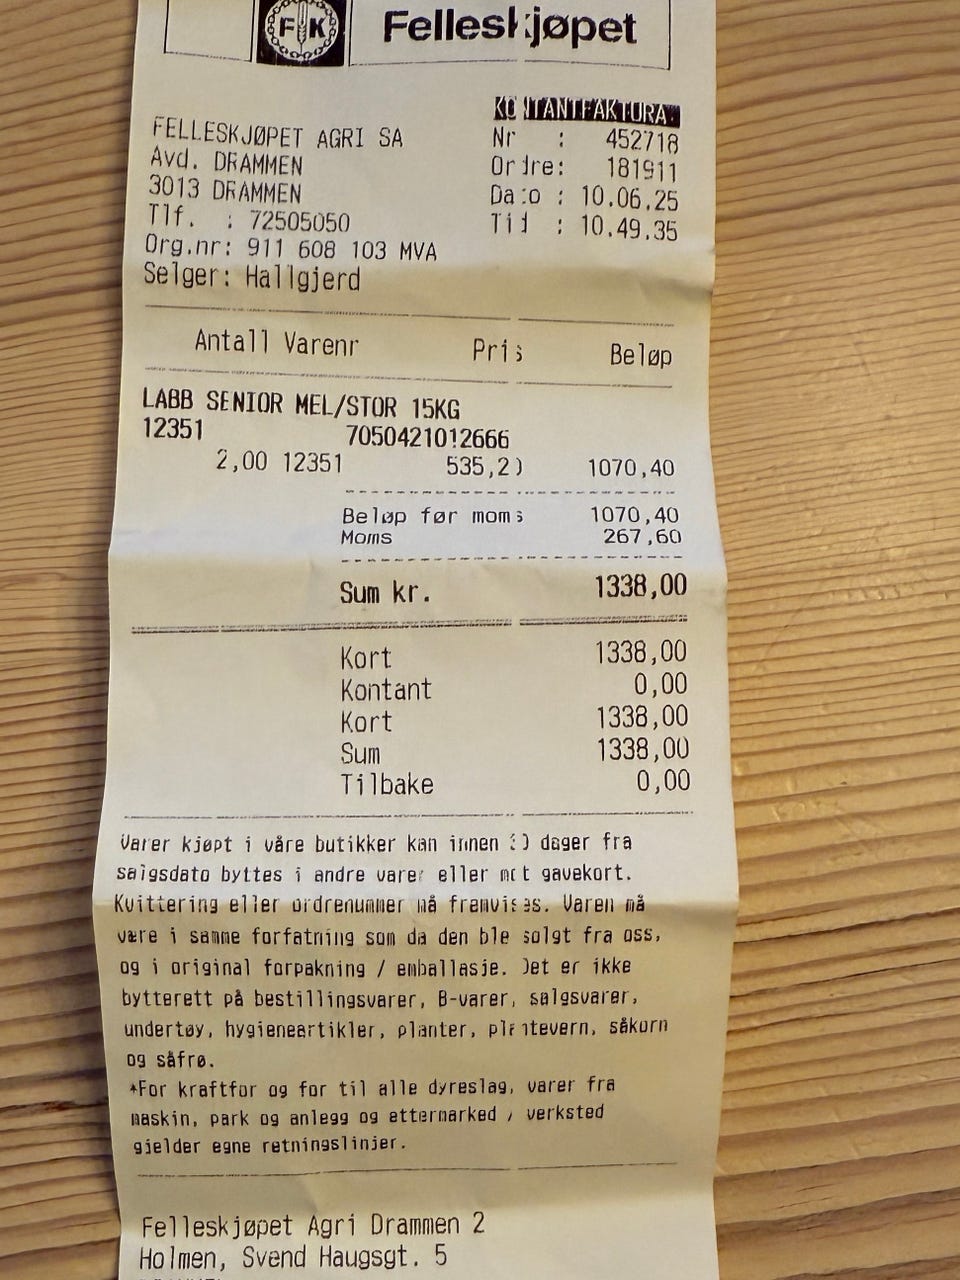 FK Felleskjøpet
KONTANTFAKTURA.
FELLESKJØPET AGRI SA
Avd. DRAMMEN
3013 DRAMMEN
Tlf. : 72505050
Org.nr: 911 608 103 MVA
Selger: Hallgjerd
Nr : 452718
Ordre: 181911
Dato : 10.06.25
Tid : 10.49.35
Antall Varenr Pris Beløp
LABB SENIOR MEL/STOR 15KG
12351 7050421012666
2,00 12351 535,20 1070,40
Beløp før moms 1070,40
Moms 267,60
Sum kr. 1338,00
Kort 1338,00
Kontant 0,00
Kort 1338,00
Sum 1338,00
Tilbake 0,00
Varer kjøpt i våre butikker kan innen dager fra
salgsdato byttes i andre varer eller mot gavekort.
Kvittering eller ordrenummer må fremvises. Varen må
være i samme forfatning som da den ble solgt fra oss,
og i original forpakning / emballasje. Det er ikke
bytterett på bestillingsvarer, B-varer, salgsvarer,
undertøy, hygieneartikler, planter, plantevern, såkorn
og såfrø.
*For kraftfor og for til alle dyreslag, varer fra
maskin, park og anlegg og ettermarked / verksted
gjelder egne retningslinjer.
Felleskjøpet Agri Drammen 2
Holmen, Svend Haugsgt. 5